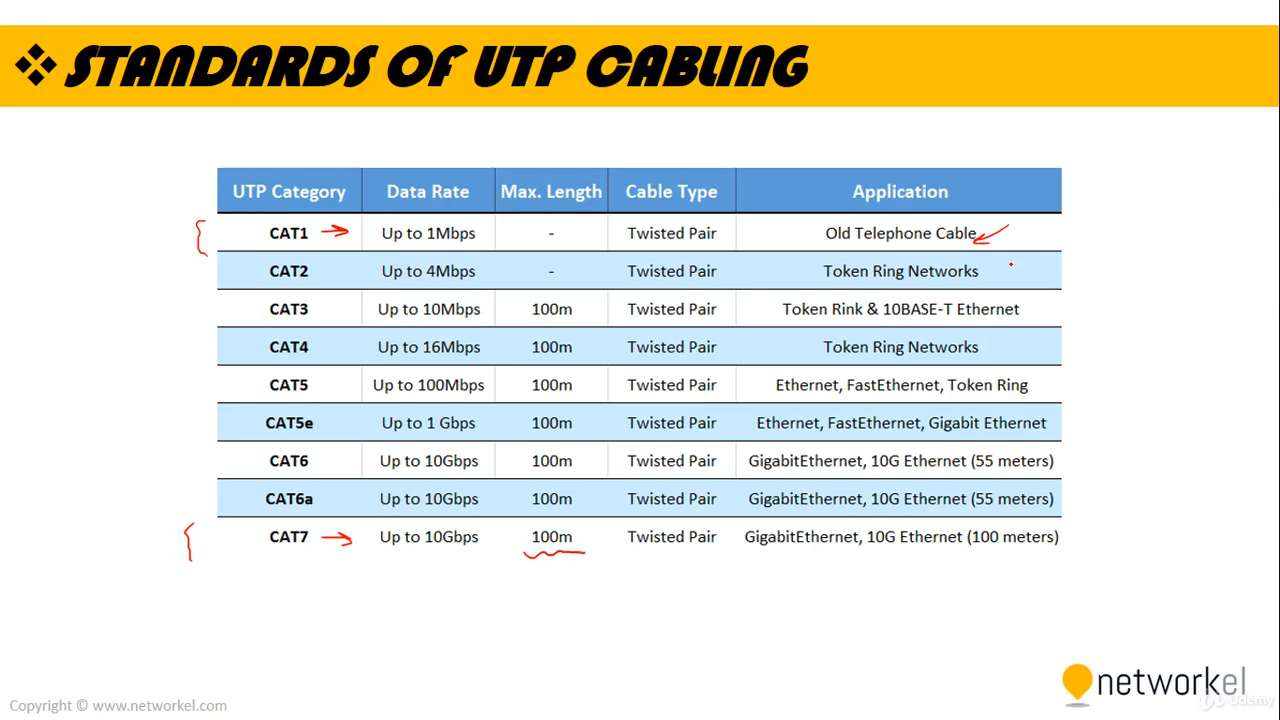 STANDARDS OF UTP CABLING
UTP Category Data Rate Max. Length Cable Type Application
CAT1 Up to 1Mbps - Twisted Pair Old Telephone Cable
CAT2 Up to 4Mbps - Twisted Pair Token Ring Networks
CAT3 Up to 10Mbps 100m Twisted Pair Token Rink & 10BASE-T Ethernet
CAT4 Up to 16Mbps 100m Twisted Pair Token Ring Networks
CAT5 Up to 100Mbps 100m Twisted Pair Ethernet, FastEthernet, Token Ring
CAT5e Up to 1 Gbps 100m Twisted Pair Ethernet, FastEthernet, Gigabit Ethernet
CAT6 Up to 10Gbps 100m Twisted Pair GigabitEthernet, 10G Ethernet (55 meters)
CAT6a Up to 10Gbps 100m Twisted Pair GigabitEthernet, 10G Ethernet (55 meters)
CAT7 Up to 10Gbps 100m Twisted Pair GigabitEthernet, 10G Ethernet (100 meters)
networkel
Udemy
Copyright © www.networkel.com